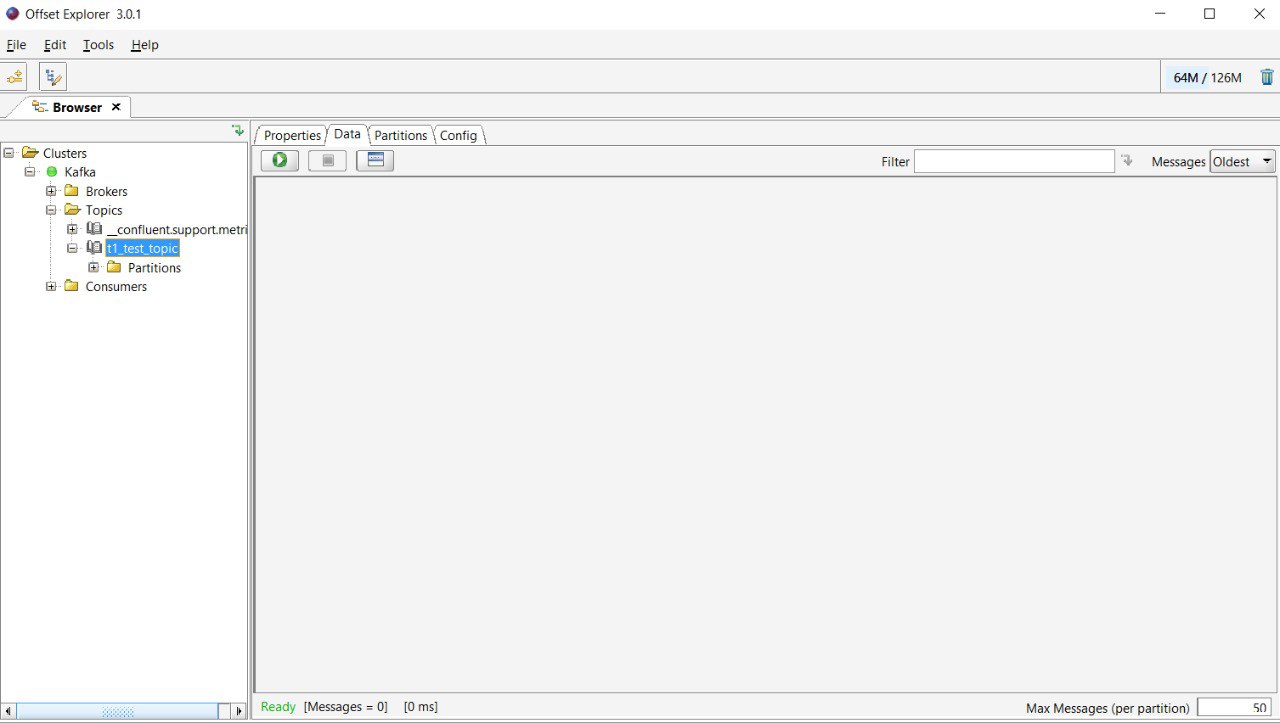 Offset Explorer 3.0.1
File Edit Tools Help
64M / 126M
Browser
Clusters
Kafka
Brokers
Topics
__confluent.support.metri
t1_test_topic
Partitions
Consumers
Properties Data Partitions Config
Filter Messages Oldest
Ready [Messages = 0] [0 ms] Max Messages (per partition) 50